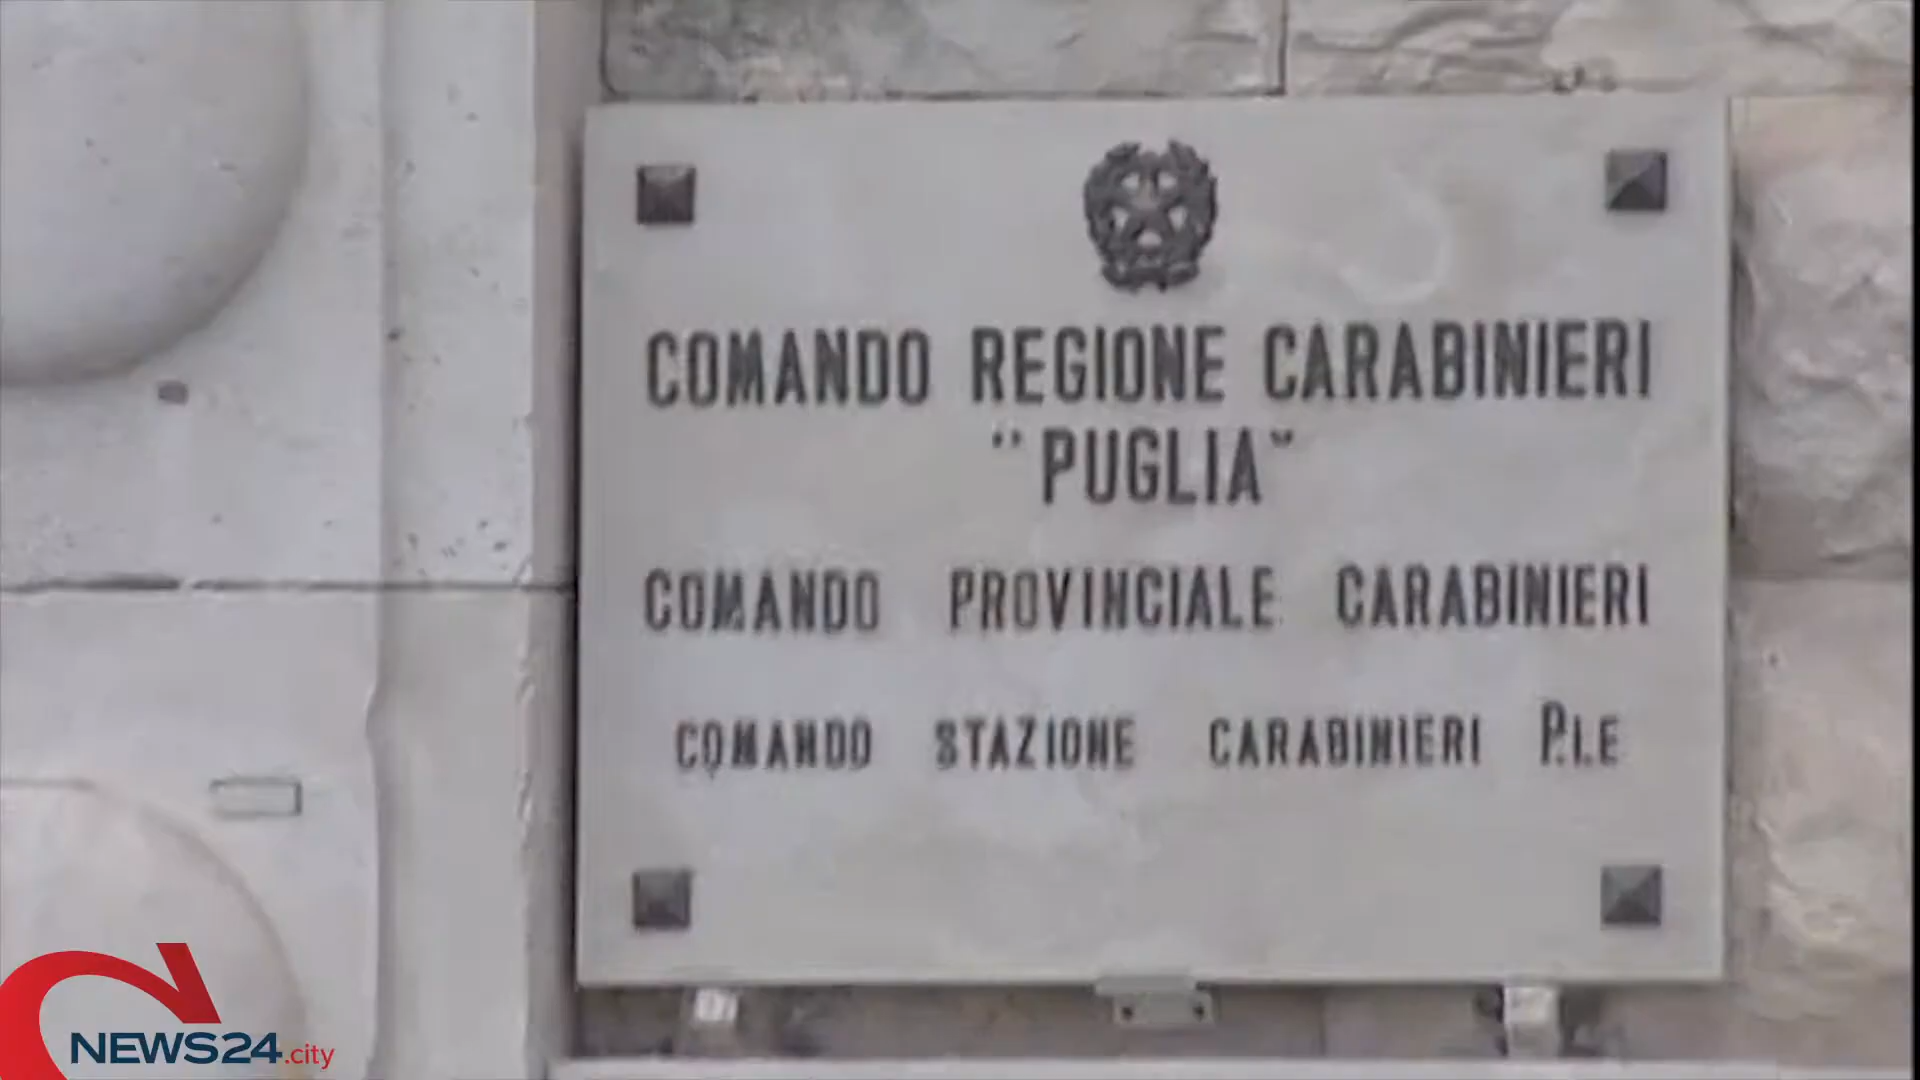 COMANDO REGIONE CARABINIERI
"PUGLIA"
COMANDO PROVINCIALE CARABINIERI
COMANDO STAZIONE CARABINIERI P.LE
NEWS24.city